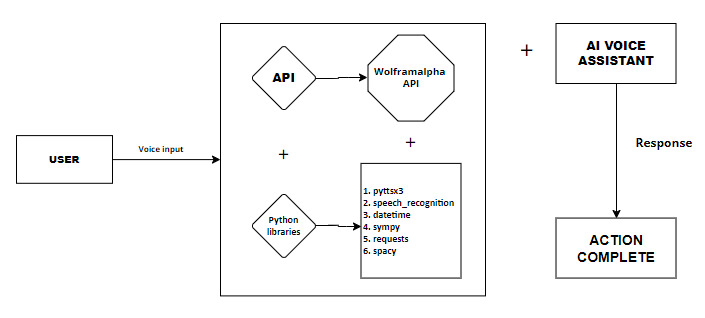 API
Wolframalpha
API
+
AI VOICE
ASSISTANT
USER
Voice input
+
+
Response
Python
libraries
1. pyttsx3
2. speech_recognition
3. datetime
4. sympy
5. requests
6. spacy
ACTION
COMPLETE